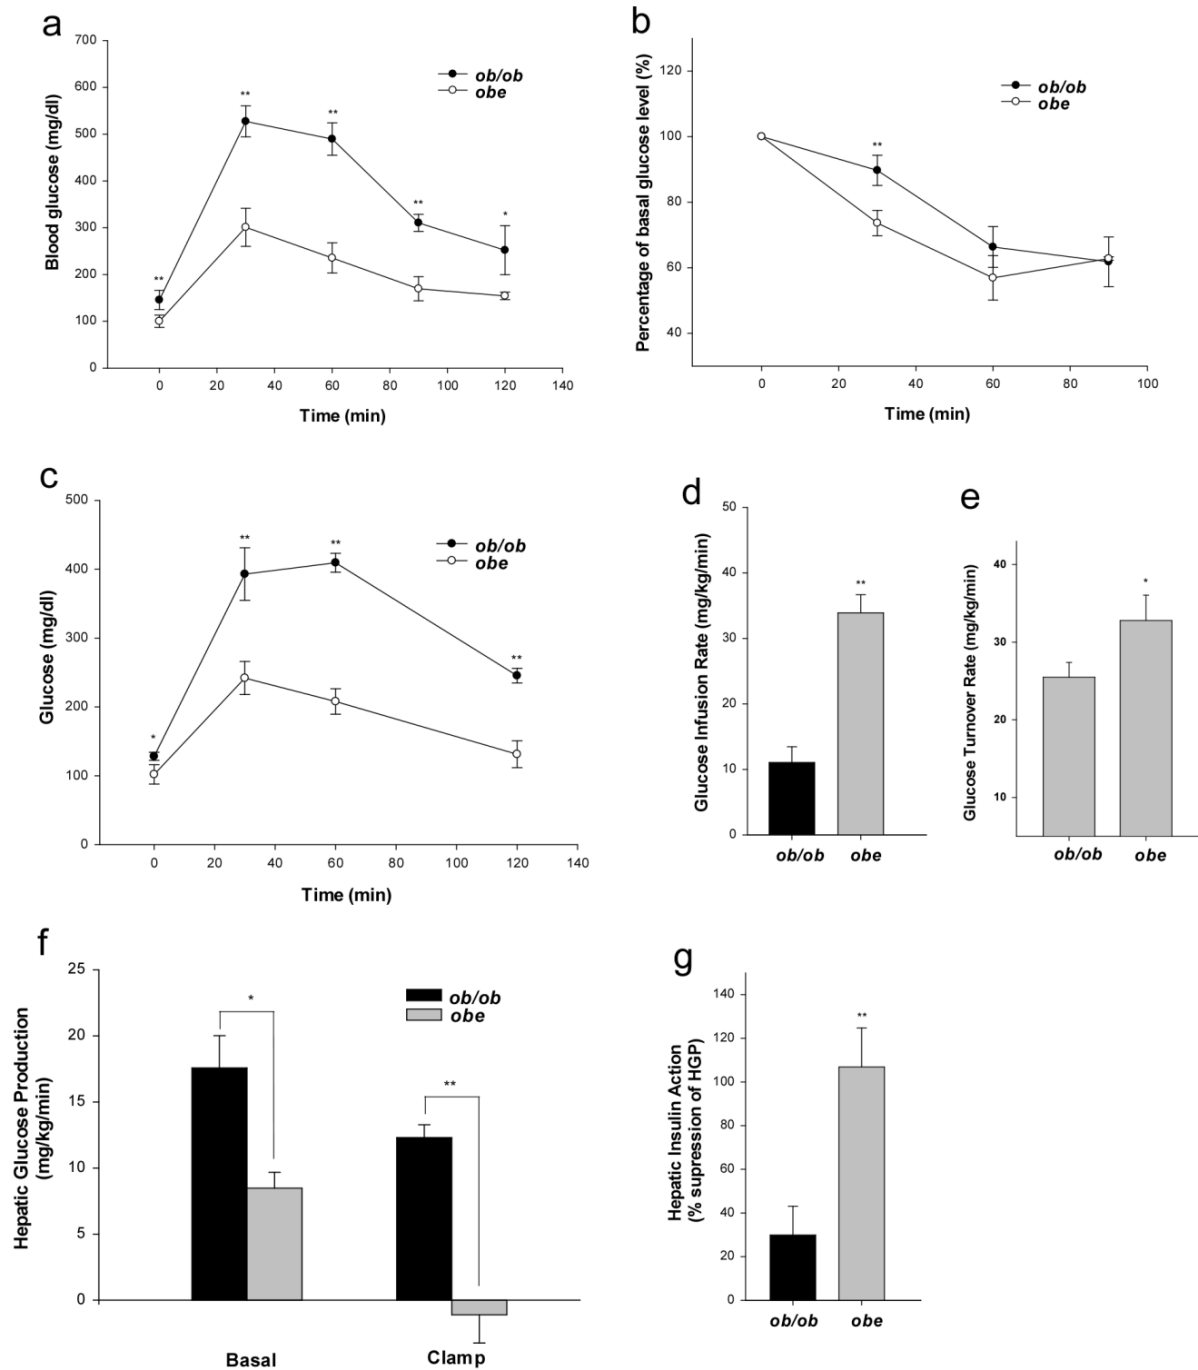 a
700
600
500
400
300
200
100
0
Blood glucose (mg/dl)
ob/ob
obe
**
**
**
**
*
0 20 40 60 80 100 120 140
Time (min)
b
120
100
80
60
40
Percentage of basal glucose level (%)
ob/ob
obe
**
0 20 40 60 80 100
Time (min)
c
500
400
300
200
100
0
Glucose (mg/dl)
ob/ob
obe
*
**
**
**
0 20 40 60 80 100 120 140
Time (min)
d
50
40
30
20
10
0
Glucose Infusion Rate (mg/kg/min)
**
ob/ob obe
e
40
30
20
10
Glucose Turnover Rate (mg/kg/min)
*
ob/ob obe
f
25
20
15
10
5
0
Hepatic Glucose Production
(mg/kg/min)
ob/ob
obe
*
**
Basal Clamp
g
140
120
100
80
60
40
20
0
Hepatic Insulin Action
(% supression of HGP)
**
ob/ob obe